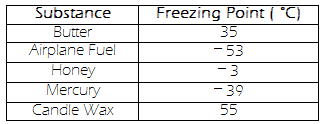 Substance Freezing Point ( °C)
Butter 35
Airplane Fuel -53
Honey -3
Mercury -39
Candle Wax 55